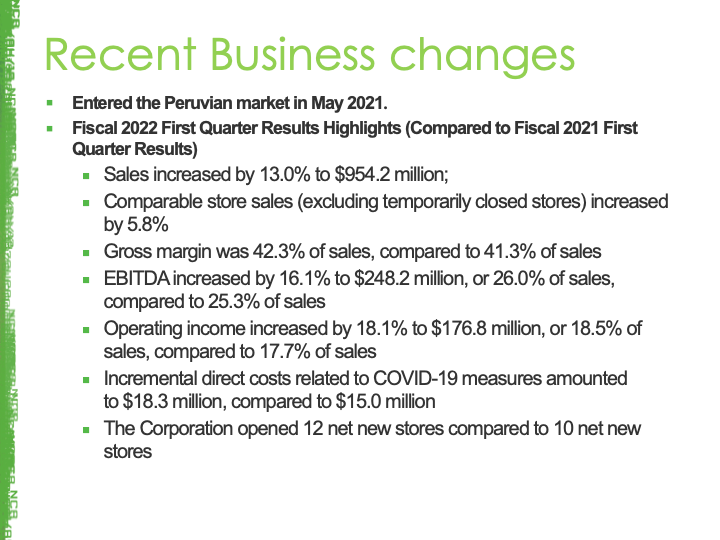 Recent Business changes
▪ Entered the Peruvian market in May 2021.
▪ Fiscal 2022 First Quarter Results Highlights (Compared to Fiscal 2021 First
Quarter Results)
▪ Sales increased by 13.0% to $954.2 million;
▪ Comparable store sales (excluding temporarily closed stores) increased
by 5.8%
▪ Gross margin was 42.3% of sales, compared to 41.3% of sales
▪ EBITDA increased by 16.1% to $248.2 million, or 26.0% of sales,
compared to 25.3% of sales
▪ Operating income increased by 18.1% to $176.8 million, or 18.5% of
sales, compared to 17.7% of sales
▪ Incremental direct costs related to COVID-19 measures amounted
to $18.3 million, compared to $15.0 million
▪ The Corporation opened 12 net new stores compared to 10 net new
stores